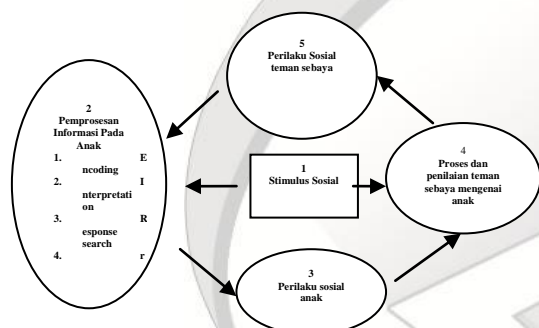 5
Perilaku Sosial
teman sebaya
2
Pemprosesan
Informasi Pada
Anak
1. E
ncoding
2. I
nterpretati
on
3. R
esponse
search
4. r
1
Stimulus Sosial
4
Proses dan
penilaian teman
sebaya mengenai
anak
3
Perilaku sosial
anak